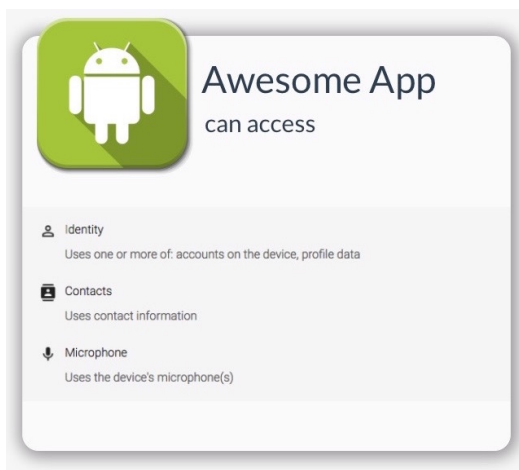 Awesome App
can access
Identity
Uses one or more of: accounts on the device, profile data
Contacts
Uses contact information
Microphone
Uses the device's microphone(s)